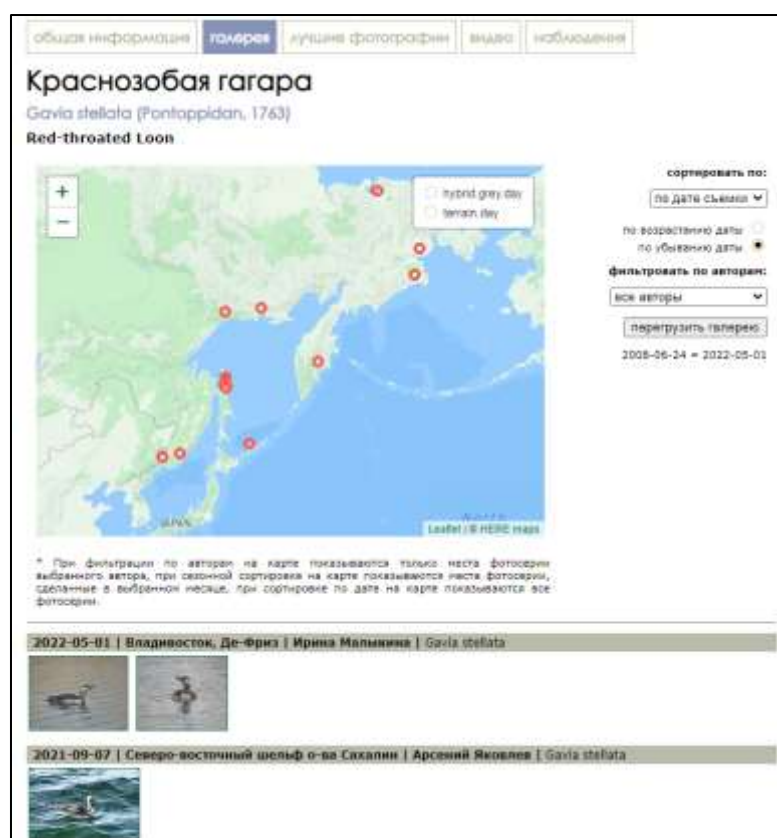 общая информация галерея лучшие фотографии видео наблюдения
Краснозобая гагара
Gavia stellata (Pontoppidan, 1763)
Red-throated Loon
+
−
hybrid.grey.day
terrain.day
JAPAN
Leaflet | © HERE maps
сортировать по:
по дате съемки
по возрастанию даты
по убыванию даты
фильтровать по авторам:
все авторы
перегрузить галерею
2008-06-24 = 2022-05-01
* При фильтрации по авторам на карте показываются только места фотосерии
выбранного автора, при сезонной сортировке на карте показываются места фотосерии,
сделанные в выбранном месяце, при сортировке по дате на карте показываются все
фотосерии.
2022-05-01 | Владивосток, Де-Фриз | Ирина Малыкина | Gavia stellata
2021-09-07 | Северо-восточный шельф о-ва Сахалин | Арсений Яковлев | Gavia stellata